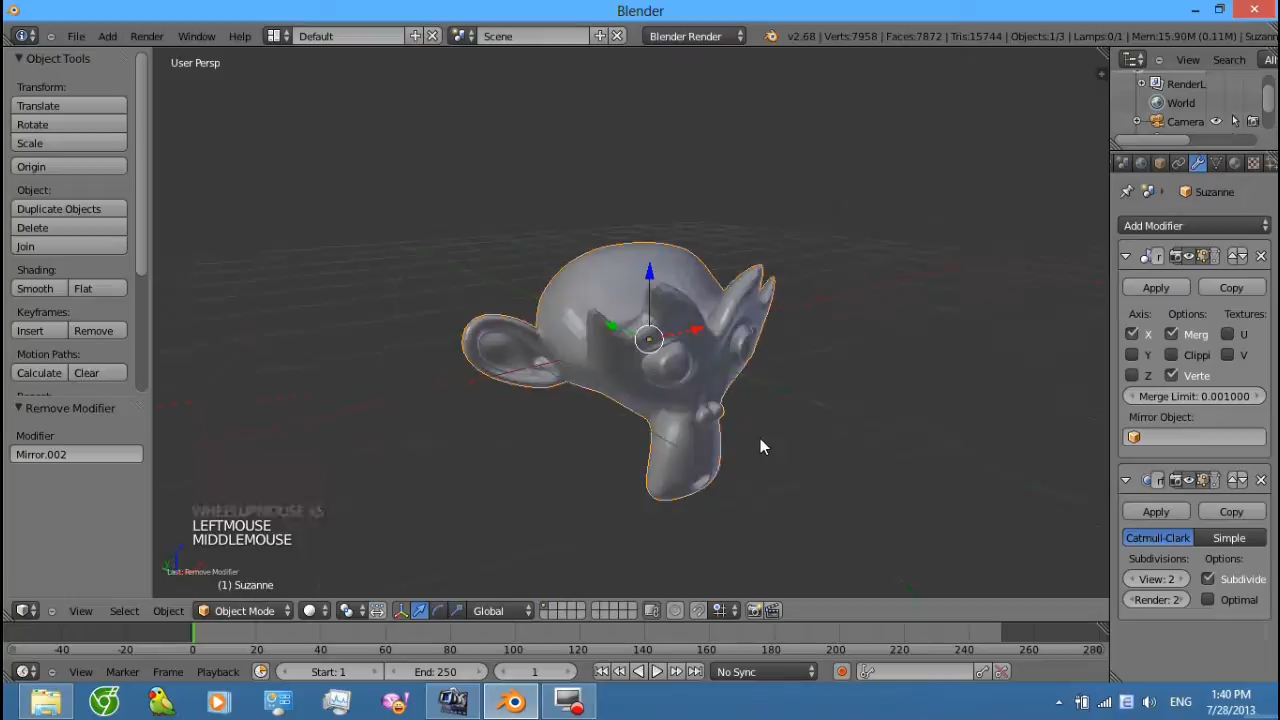 Blender
File Add Render Window Help Default Scene Blender Render v2.68 | Verts:7958 | Faces:7872 | Tris:15744 | Objects:1/3 | Lamps:0/1 | Mem:15.90M (0.11M) | Suzann
Object Tools
User Persp
View Search All
Transform:
Translate
Rotate
Scale
Origin
Object:
Duplicate Objects
Delete
Join
Shading:
Smooth Flat
Keyframes:
Insert Remove
Motion Paths:
Calculate Clear
Remove Modifier
Modifier
Mirror.002
WHEELUPMOUSE x5
LEFTMOUSE
MIDDLEMOUSE
Last: Remove Modifier
(1) Suzanne
RenderL
World
Camera
Suzanne
Add Modifier
Apply Copy
Axis: Options: Textures:
X Merg U
Y Clippi V
Z Verte
Merge Limit: 0.001000
Mirror Object:
Apply Copy
Catmull-Clark Simple
Subdivisions: Options:
View: 2 Subdivide
Render: 2 Optimal
View Select Object Object Mode Global
-40 -20 0 20 40 60 80 100 120 140 160 180 200 220 240 260 280
View Marker Frame Playback Start: 1 End: 250 1 No Sync
ENG
1:40 PM
7/28/2013